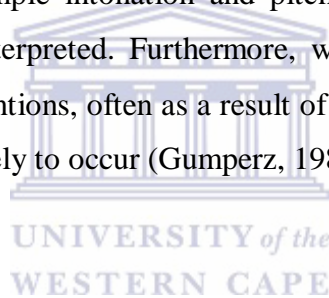 mple intonation and pitch
terpreted. Furthermore, w
ntions, often as a result of
ely to occur (Gumperz, 198
UNIVERSITY of the
WESTERN CAPE